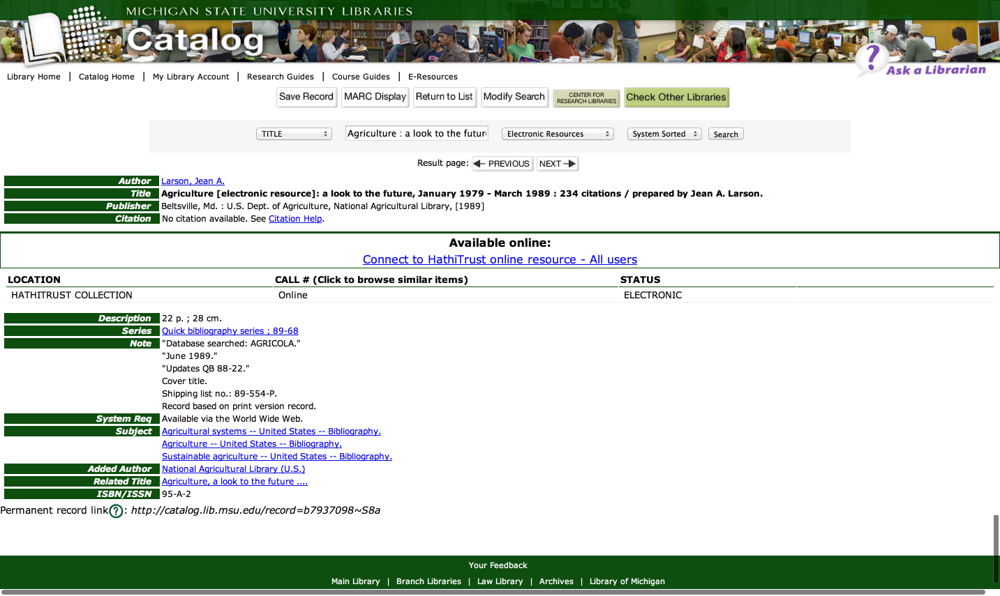 MICHIGAN STATE UNIVERSITY LIBRARIES
Catalog
? Ask a Librarian
Library Home | Catalog Home | My Library Account | Research Guides | Course Guides | E-Resources
Save Record MARC Display Return to List Modify Search CENTER FOR RESEARCH LIBRARIES Check Other Libraries
TITLE Agriculture : a look to the futur Electronic Resources System Sorted Search
Result page: PREVIOUS NEXT
Author Larson, Jean A.
Title Agriculture [electronic resource]: a look to the future, January 1979 - March 1989 : 234 citations / prepared by Jean A. Larson.
Publisher Beltsville, Md. : U.S. Dept. of Agriculture, National Agricultural Library, [1989]
Citation No citation available. See Citation Help.
Available online:
Connect to HathiTrust online resource - All users
LOCATION CALL # (Click to browse similar items) STATUS
HATHITRUST COLLECTION Online ELECTRONIC
Description 22 p. ; 28 cm.
Series Quick bibliography series ; 89-68
Note "Database searched: AGRICOLA."
"June 1989."
"Updates QB 88-22."
Cover title.
Shipping list no.: 89-554-P.
Record based on print version record.
System Req Available via the World Wide Web.
Subject Agricultural systems -- United States -- Bibliography.
Agriculture -- United States -- Bibliography.
Sustainable agriculture -- United States -- Bibliography.
Added Author National Agricultural Library (U.S.)
Related Title Agriculture, a look to the future ....
ISBN/ISSN 95-A-2
Permanent record link ? : http://catalog.lib.msu.edu/record=b7937098~S8a
Your Feedback
Main Library | Branch Libraries | Law Library | Archives | Library of Michigan